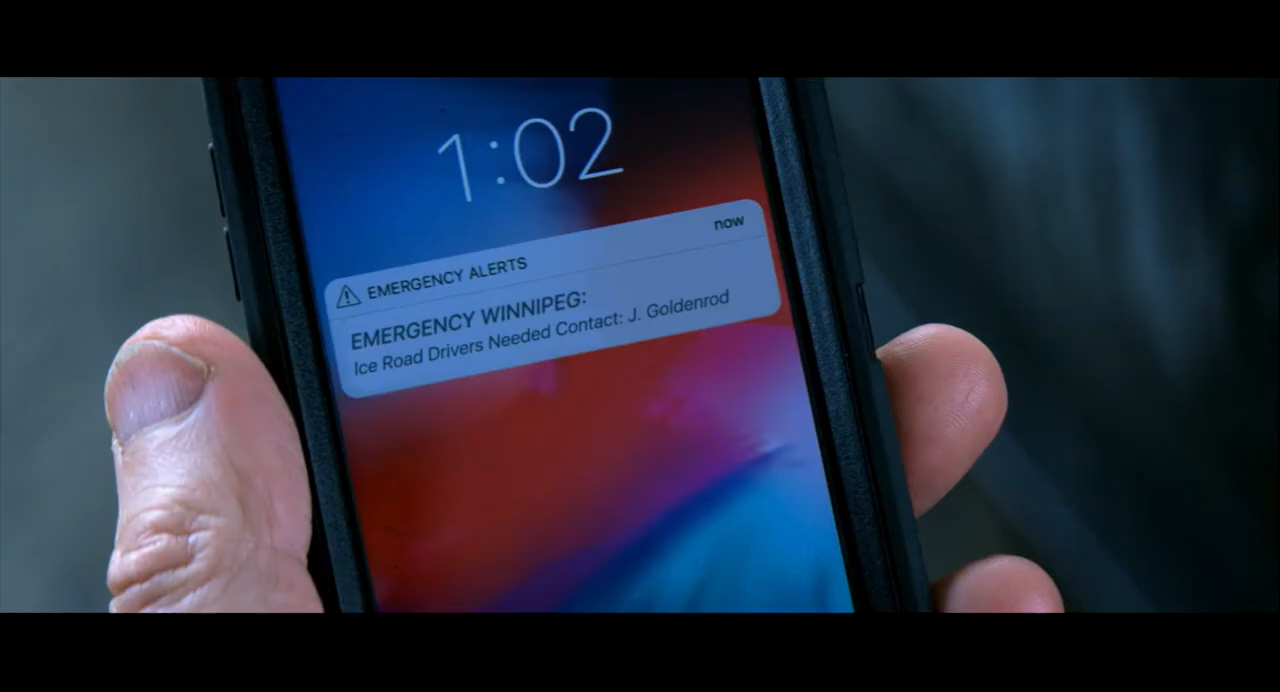 1:02
now
EMERGENCY ALERTS
EMERGENCY WINNIPEG:
Ice Road Drivers Needed Contact: J. Goldenrod